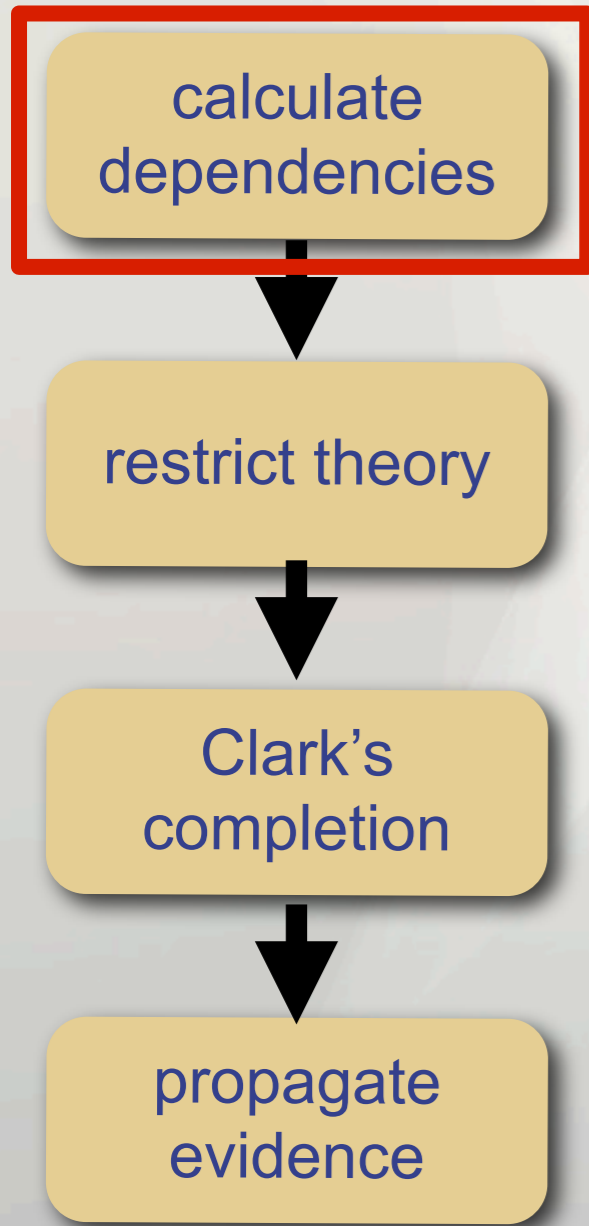 calculate
dependencies
restrict theory
Clark’s
completion
propagate
evidence